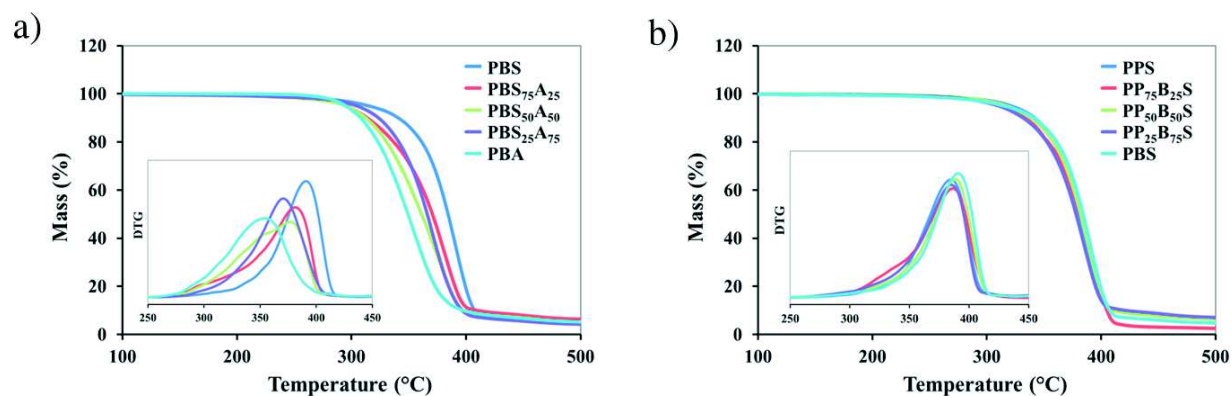 a)
120
100
80
60
40
20
0
Mass (%)
100
200
300
400
500
Temperature (°C)
PBS
PBS₇₅A₂₅
PBS₅₀A₅₀
PBS₂₅A₇₅
PBA
DTG
250
300
350
400
450
b)
120
100
80
60
40
20
0
Mass (%)
100
200
300
400
500
Temperature (°C)
PPS
PP₇₅B₂₅S
PP₅₀B₅₀S
PP₂₅B₇₅S
PBS
DTG
250
300
350
400
450